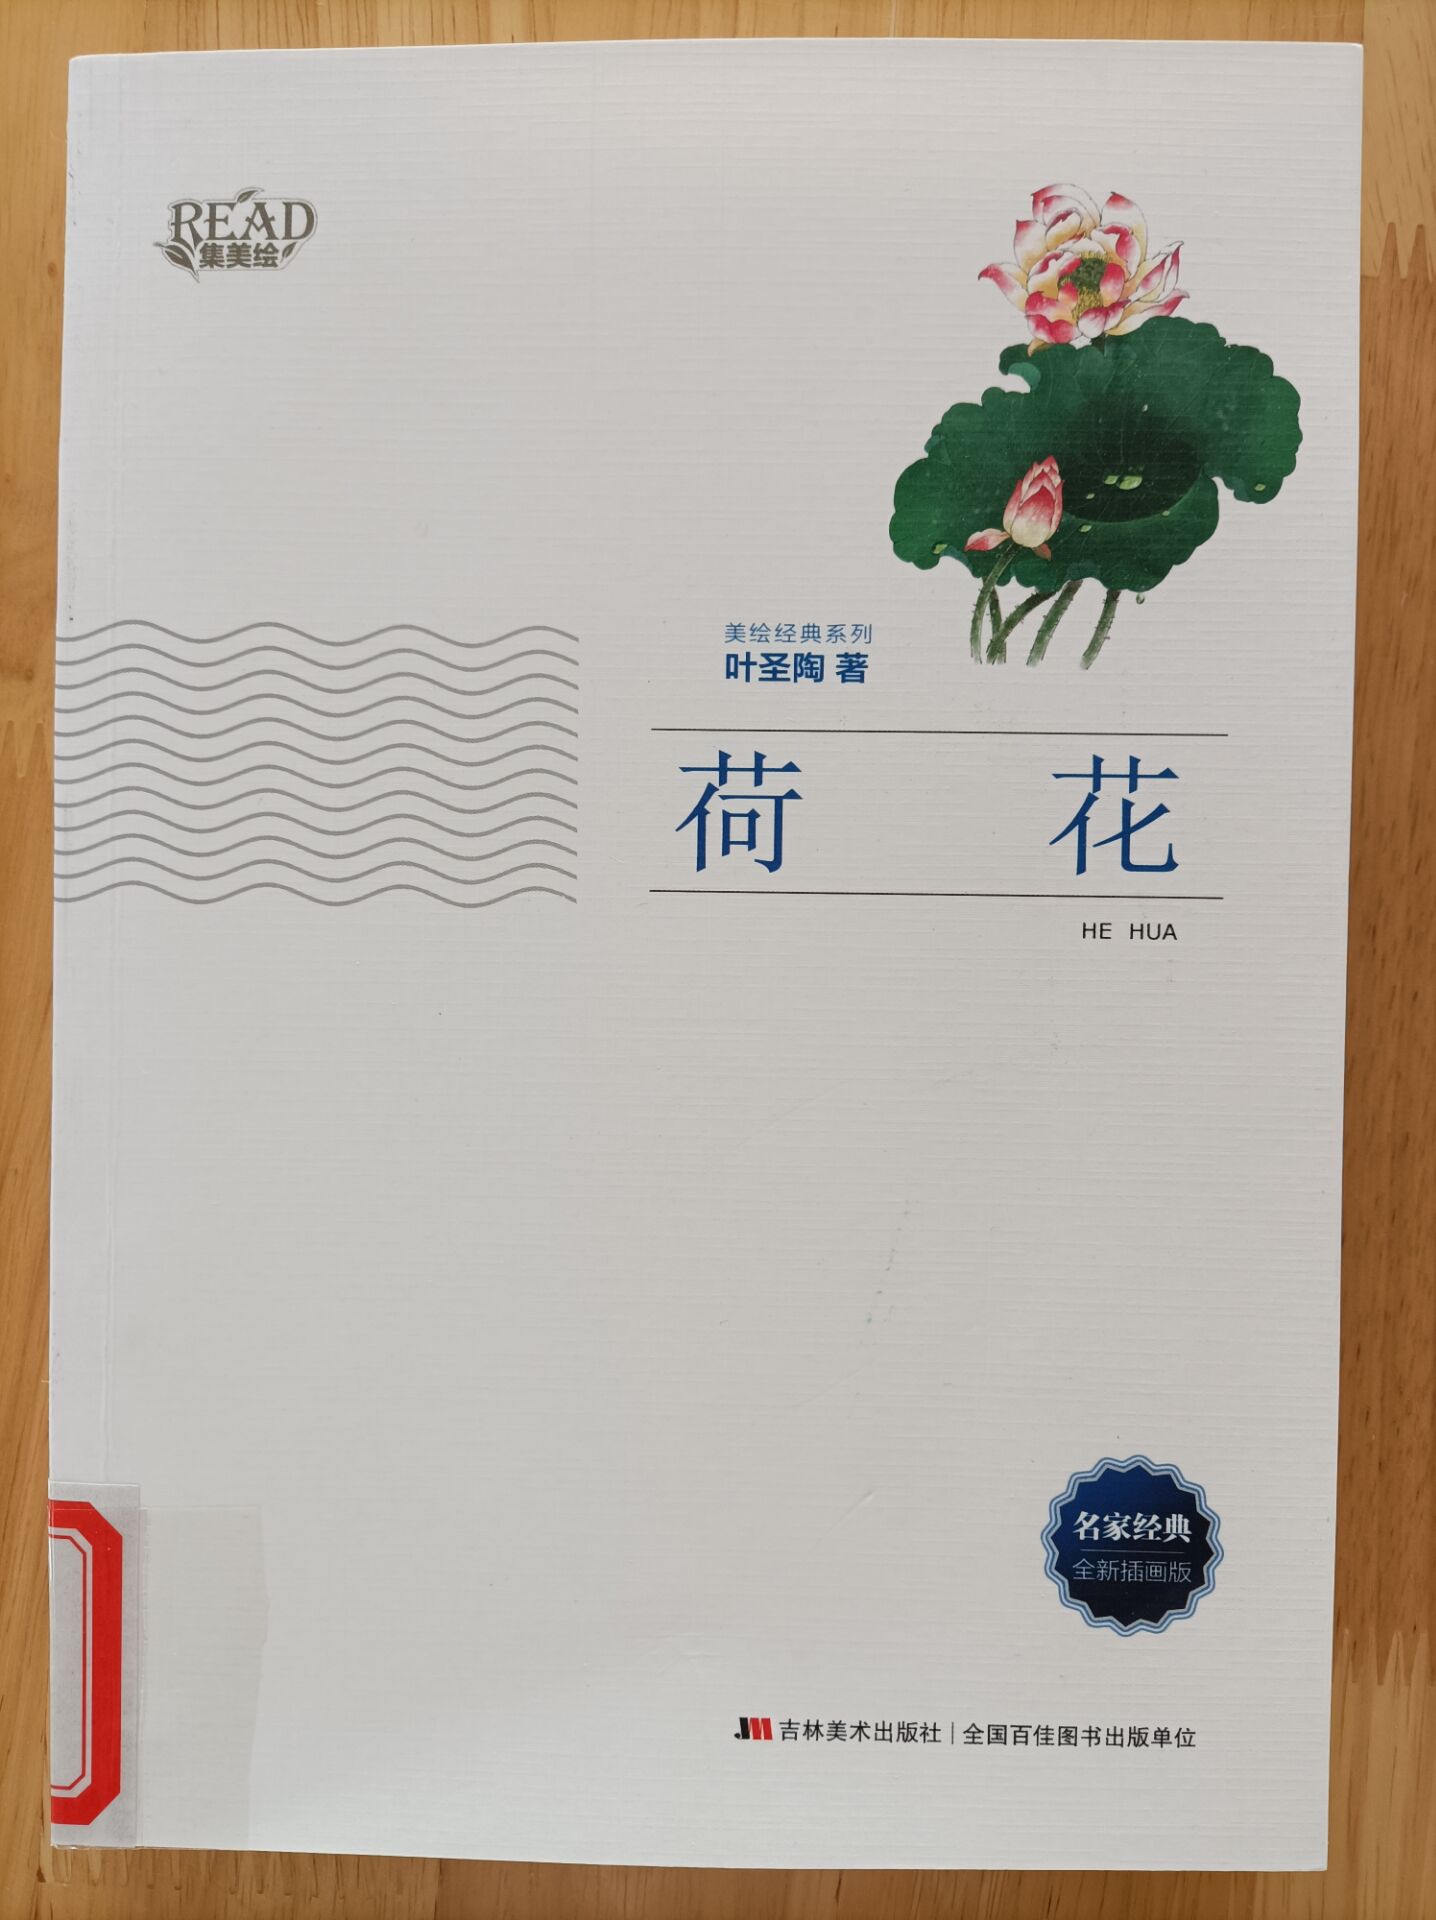 READ
集美绘
美绘经典系列
叶圣陶 著
荷 花
HE HUA
名家经典
全新插画版
吉林美术出版社|全国百佳图书出版单位